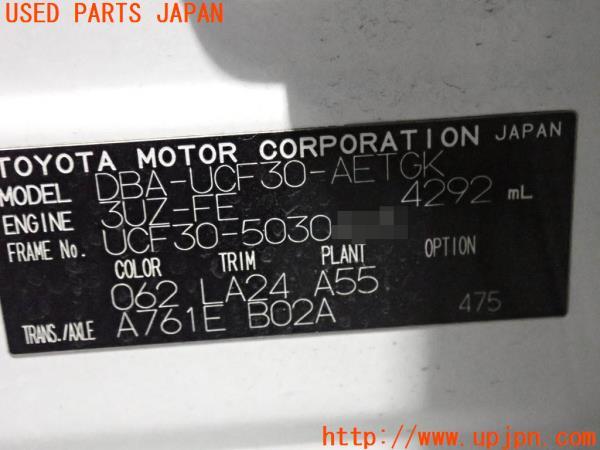 USED PARTS JAPAN
TOYOTA MOTOR CORPORATION JAPAN
MODEL DBA-UCF30-AETGK
ENGINE 3UZ-FE 4292 mL
FRAME No. UCF30-5030
COLOR TRIM PLANT OPTION
062 LA24 A55
TRANS./AXLE A761E B02A 475
http://www.upjpn.com